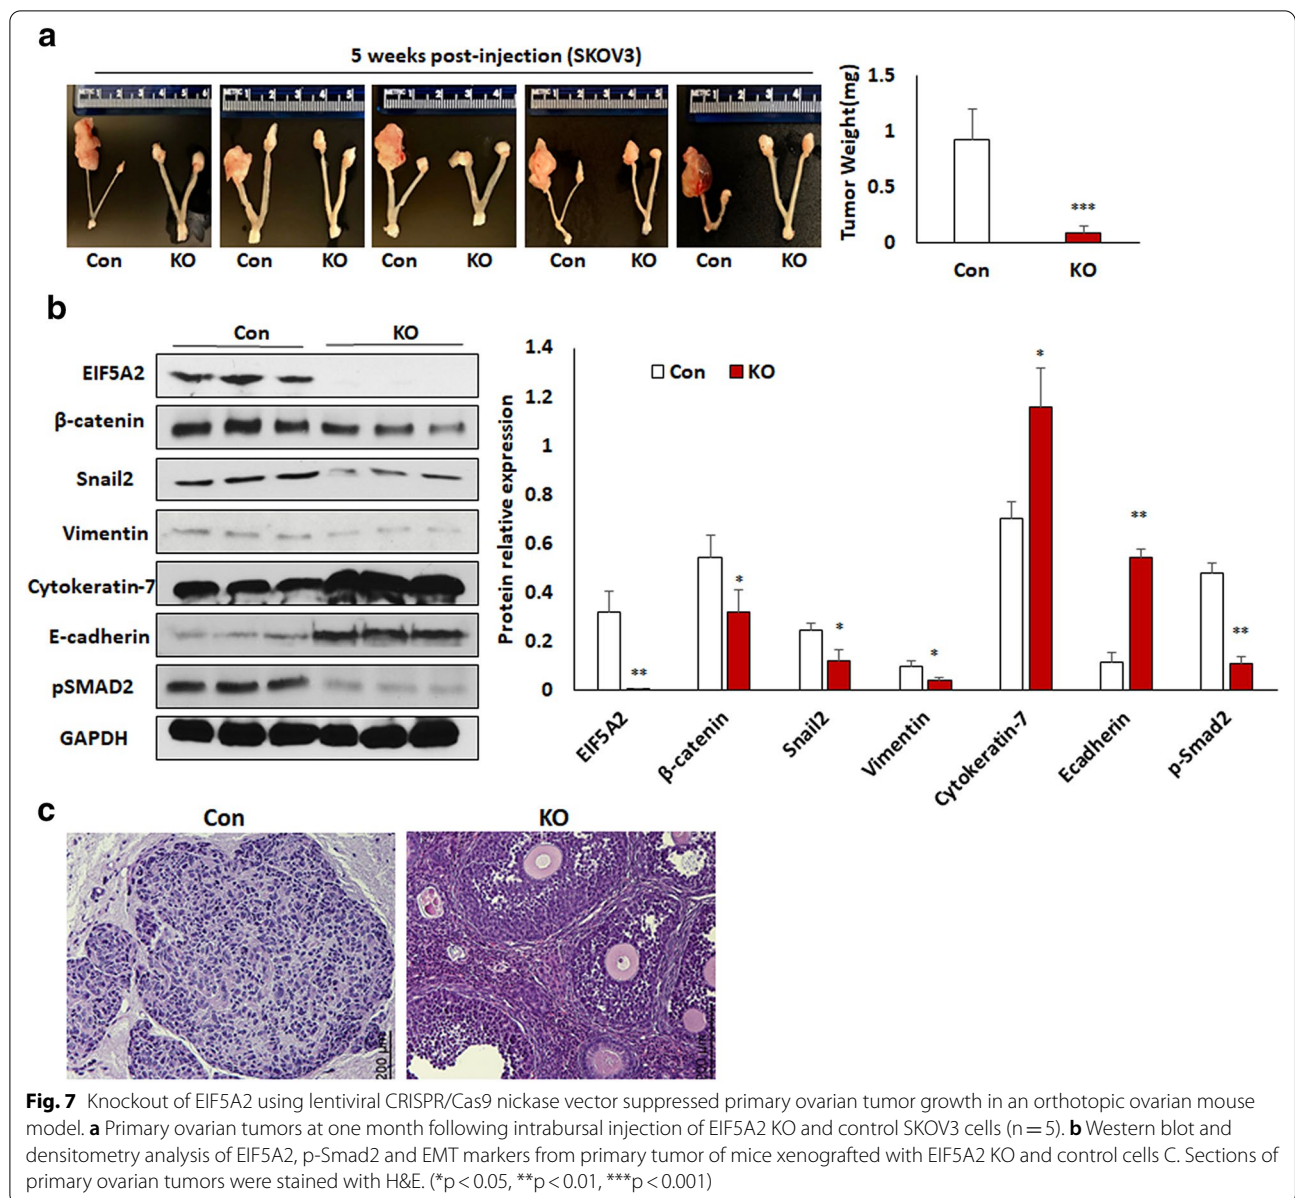 a
5 weeks post-injection (SKOV3)
Con KO Con KO Con KO Con KO Con KO
Tumor Weight(mg)
1.5
1
0.5
0
***
Con KO
b
Con KO
EIF5A2
β-catenin
Snail2
Vimentin
Cytokeratin-7
E-cadherin
pSMAD2
GAPDH
Protein relative expression
1.4
1.2
1
0.8
0.6
0.4
0.2
0
Con KO
** * * * * ** **
EIF5A2 β-catenin Snail2 Vimentin Cytokeratin-7 Ecadherin p-Smad2
c
Con KO
200 µm
Fig. 7 Knockout of EIF5A2 using lentiviral CRISPR/Cas9 nickase vector suppressed primary ovarian tumor growth in an orthotopic ovarian mouse
model. a Primary ovarian tumors at one month following intrabursal injection of EIF5A2 KO and control SKOV3 cells (n = 5). b Western blot and
densitometry analysis of EIF5A2, p-Smad2 and EMT markers from primary tumor of mice xenografted with EIF5A2 KO and control cells C. Sections of
primary ovarian tumors were stained with H&E. (*p < 0.05, **p < 0.01, ***p < 0.001)